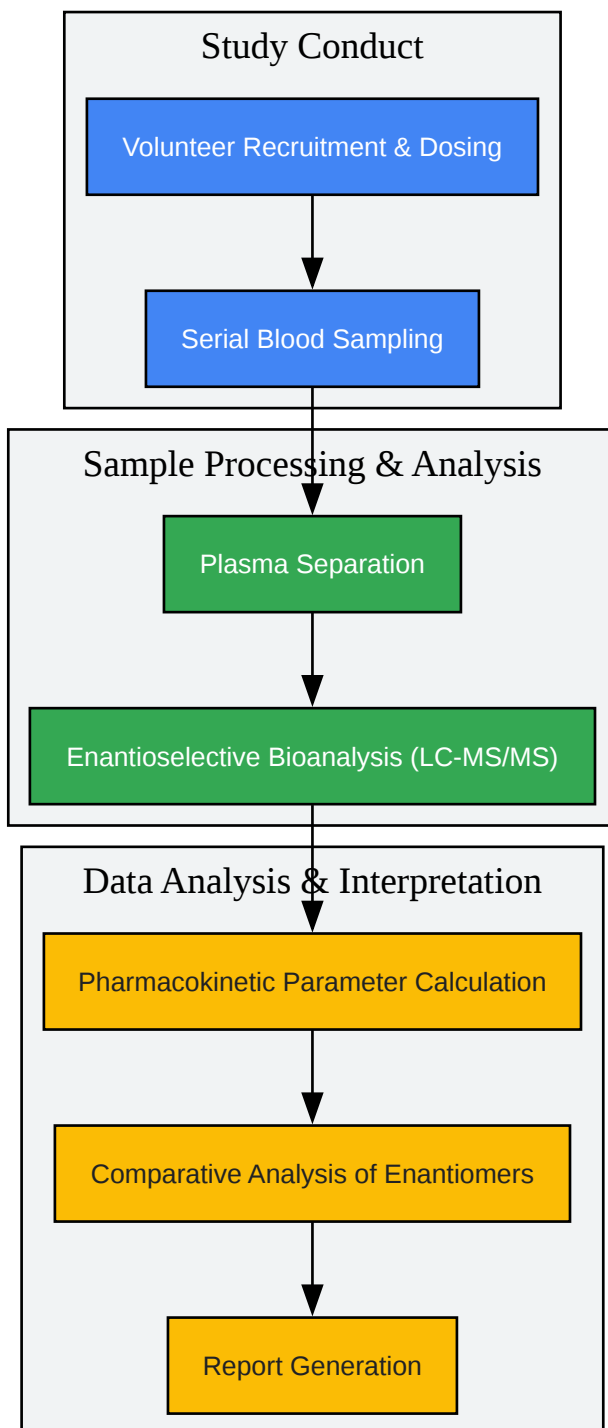 Study Conduct
Volunteer Recruitment & Dosing
Serial Blood Sampling
Sample Processing & Analysis
Plasma Separation
Enantioselective Bioanalysis (LC-MS/MS)
Data Analysis & Interpretation
Pharmacokinetic Parameter Calculation
Comparative Analysis of Enantiomers
Report Generation